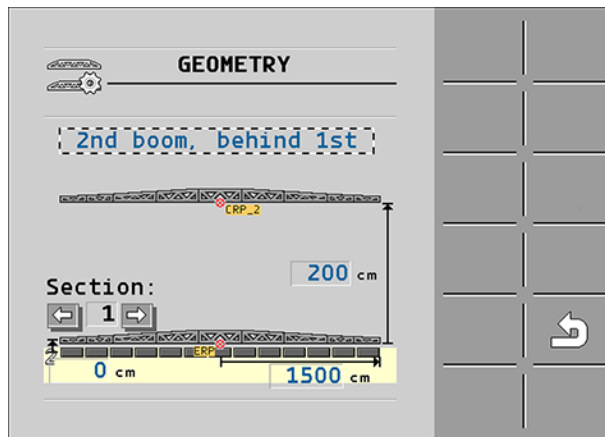 GEOMETRY
2nd boom, behind 1st
CRP_2
200 cm
Section:
1
ERP
Z
0 cm
1500 cm